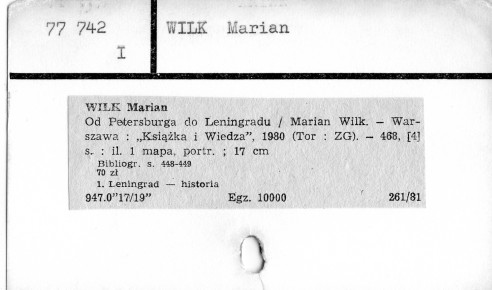 77 742
I
WILK Marian
WILK Marian
Od Petersburga do Leningradu / Marian Wilk. — War-
szawa : „Książka i Wiedza", 1980 (Tor : ZG). — 468, [4]
s. : il. 1 mapa, portr. ; 17 cm
Bibliogr. s. 448-449
70 zł
1. Leningrad — historia
947.0"17/19" Egz. 10000 261/81